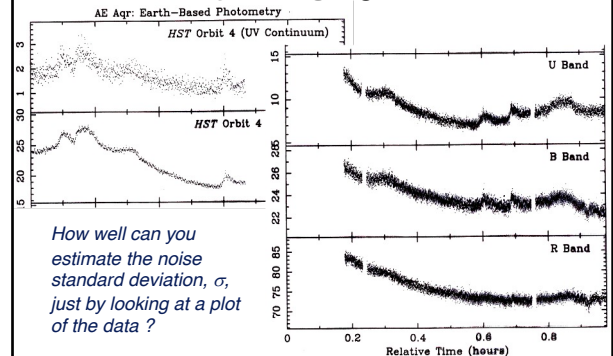 AE Aqr: Earth-Based Photometry
HST Orbit 4 (UV Continuum)
3
2
1
30
HST Orbit 4
25
20
15
15
U Band
10
5
28
B Band
26
24
22
R Band
85
80
75
70
0
0.2
0.4
0.6
0.8
Relative Time (hours)
How well can you
estimate the noise
standard deviation, σ,
just by looking at a plot
of the data ?